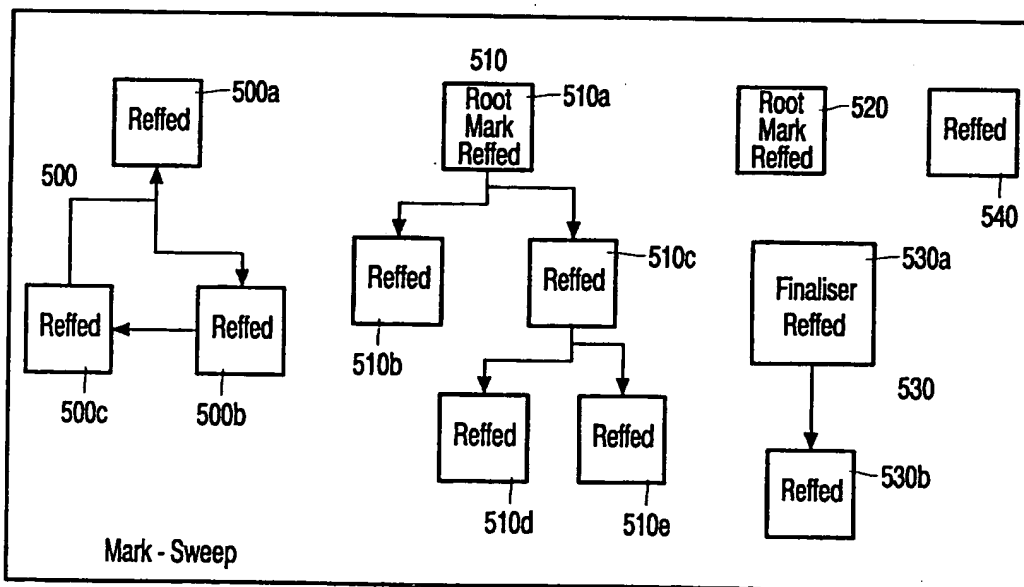 Reffed
500a
500
Reffed
500c
Reffed
500b
510
Root
Mark
Reffed
510a
Reffed
510b
Reffed
510c
Reffed
510d
Reffed
510e
Root
Mark
Reffed
520
Reffed
540
Finaliser
Reffed
530a
530
Reffed
530b
Mark - Sweep